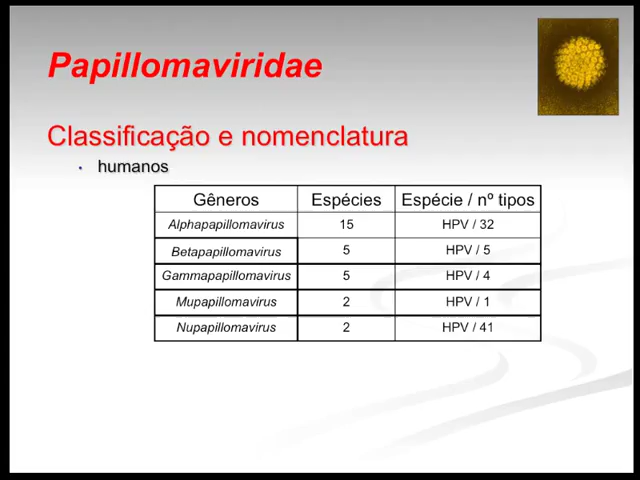 Papillomaviridae
Classificação e nomenclatura
• humanos
Gêneros Espécies Espécie / nº tipos
Alphapapillomavirus 15 HPV / 32
Betapapillomavirus 5 HPV / 5
Gammapapillomavirus 5 HPV / 4
Mupapillomavirus 2 HPV / 1
Nupapillomavirus 2 HPV / 41